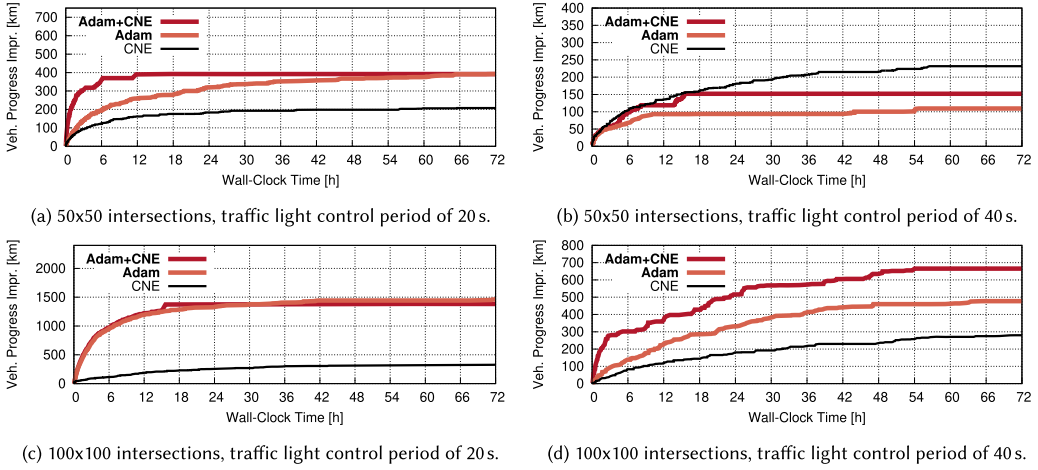 Veh. Progress Impr. [km]
700
600
500
400
300
200
100
0
Adam+CNE
Adam
CNE
0 6 12 18 24 30 36 42 48 54 60 66 72
Wall-Clock Time [h]
(a) 50x50 intersections, traffic light control period of 20 s.
Veh. Progress Impr. [km]
400
350
300
250
200
150
100
50
0
Adam+CNE
Adam
CNE
0 6 12 18 24 30 36 42 48 54 60 66 72
Wall-Clock Time [h]
(b) 50x50 intersections, traffic light control period of 40 s.
Veh. Progress Impr. [km]
2000
1500
1000
500
0
Adam+CNE
Adam
CNE
0 6 12 18 24 30 36 42 48 54 60 66 72
Wall-Clock Time [h]
(c) 100x100 intersections, traffic light control period of 20 s.
Veh. Progress Impr. [km]
800
700
600
500
400
300
200
100
0
Adam+CNE
Adam
CNE
0 6 12 18 24 30 36 42 48 54 60 66 72
Wall-Clock Time [h]
(d) 100x100 intersections, traffic light control period of 40 s.